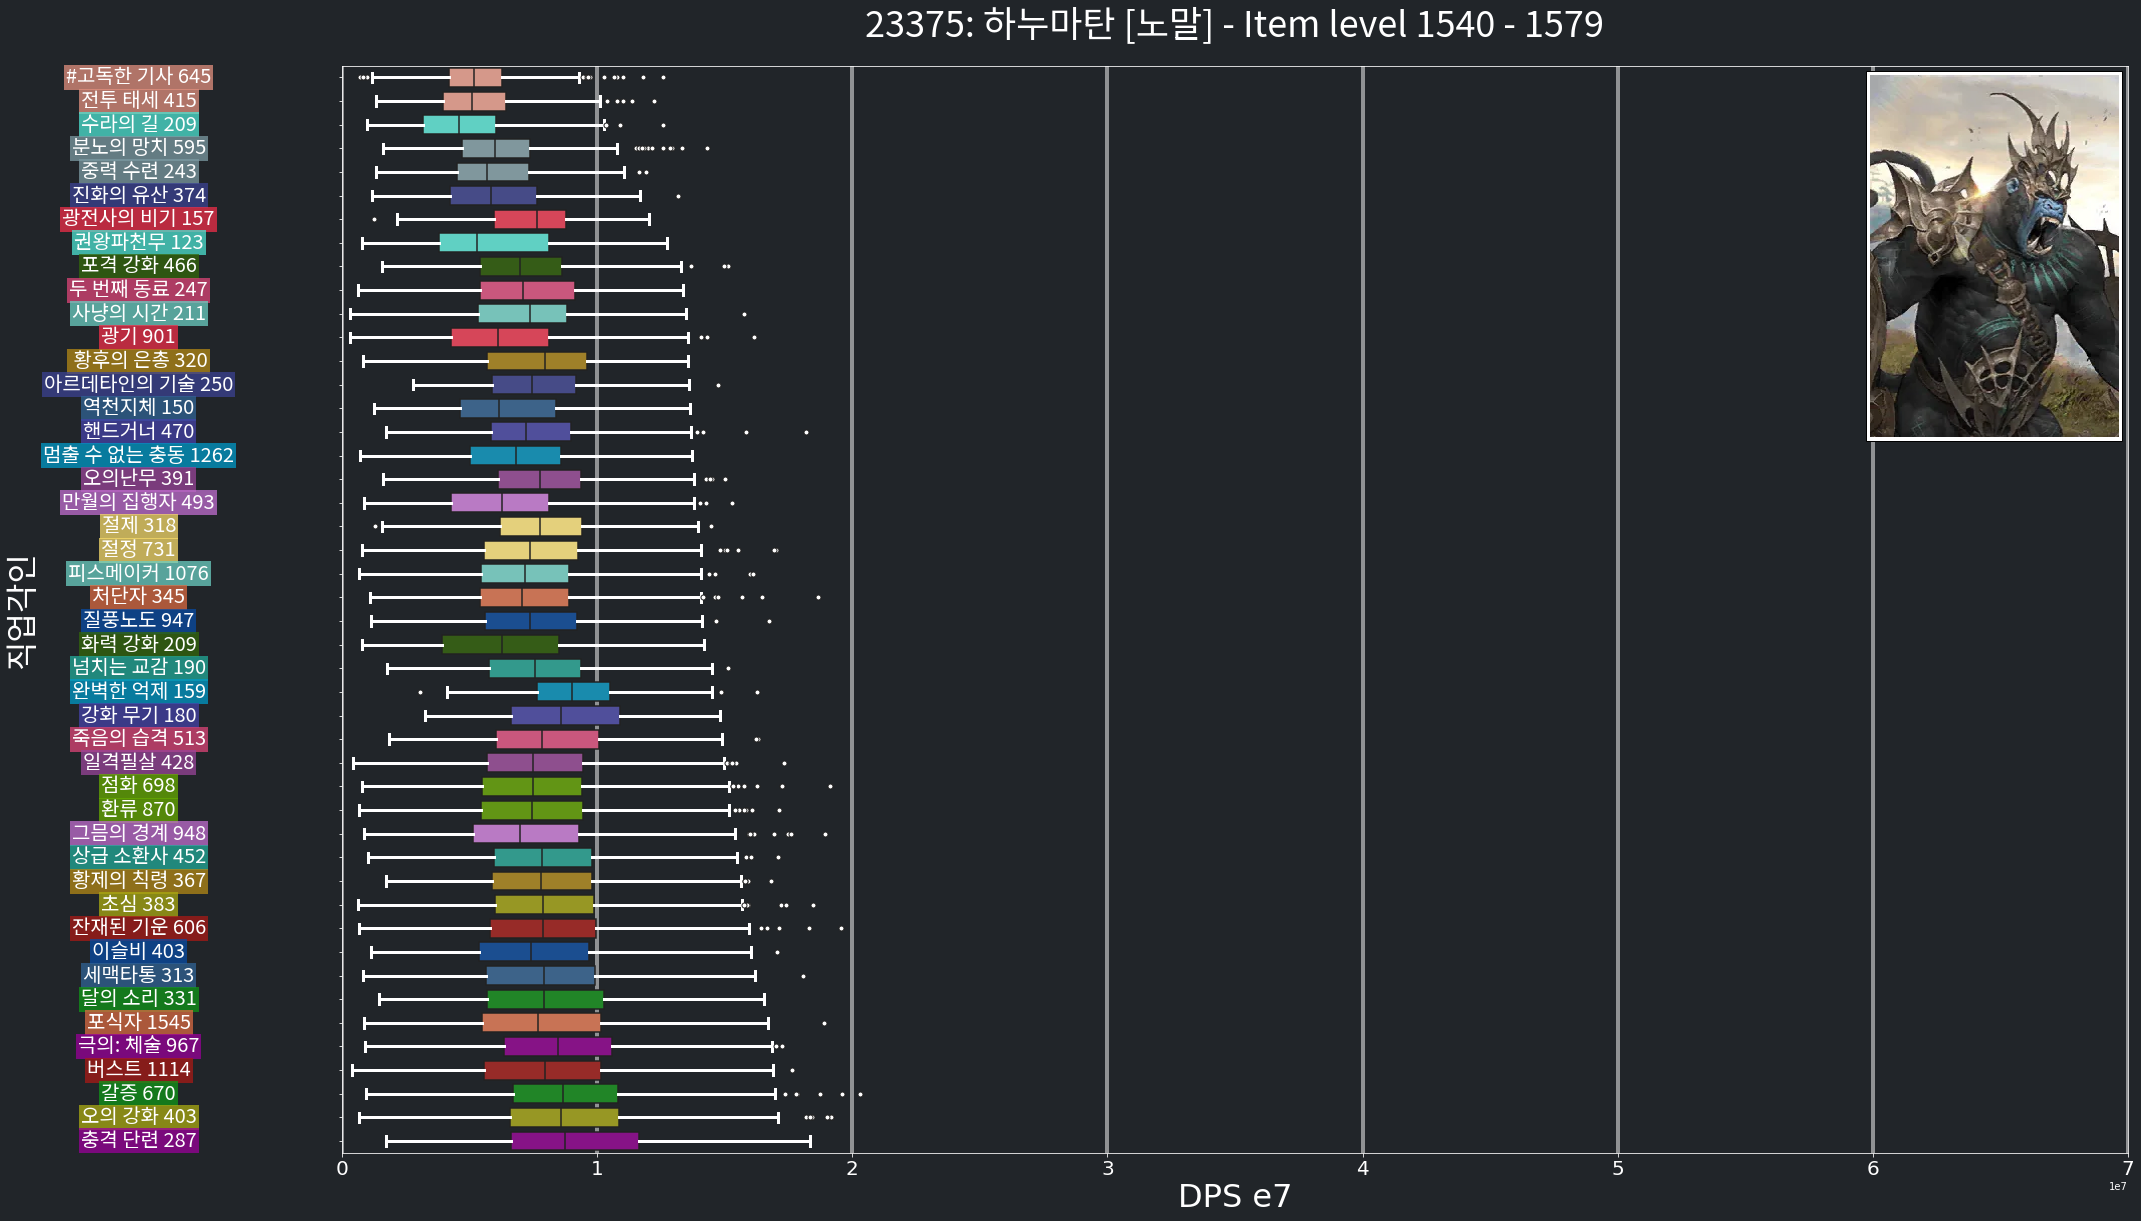 23375: 하누마탄 [노말] - Item level 1540 - 1579
#고독한 기사 645
전투 태세 415
수라의 길 209
분노의 망치 595
중력 수련 243
진화의 유산 374
광전사의 비기 157
권왕파천무 123
포격 강화 466
두 번째 동료 247
사냥의 시간 211
광기 901
황후의 은총 320
아르데타인의 기술 250
역천지체 150
핸드거너 470
멈출 수 없는 충동 1262
오의난무 391
만월의 집행자 493
절제 318
절정 731
피스메이커 1076
처단자 345
질풍노도 947
화력 강화 209
넘치는 교감 190
완벽한 억제 159
강화 무기 180
죽음의 습격 513
일격필살 428
점화 698
환류 870
그믐의 경계 948
상급 소환사 452
황제의 칙령 367
초심 383
잔재된 기운 606
이슬비 403
세맥타통 313
달의 소리 331
포식자 1545
극의: 체술 967
버스트 1114
갈증 670
오의 강화 403
충격 단련 287
직업각인
0 1 2 3 4 5 6 7
1e7
DPS e7